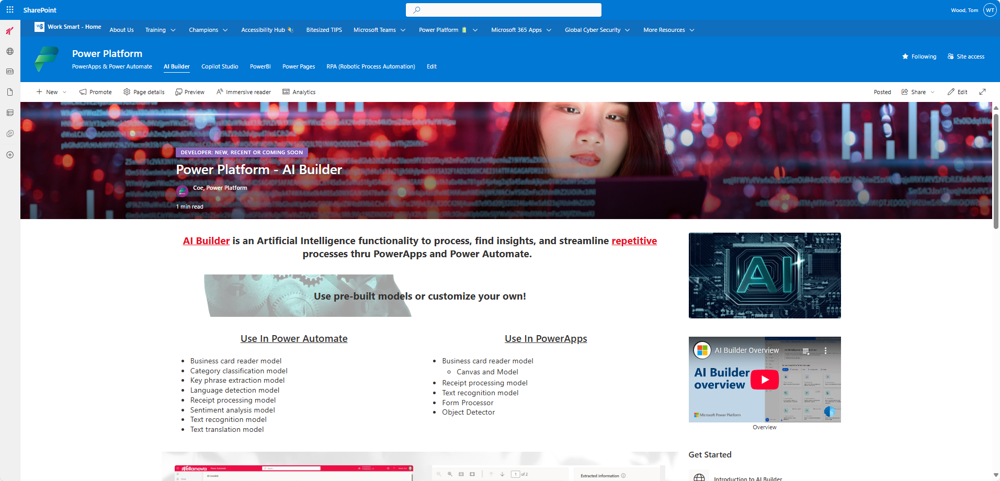 SharePoint
Wood, Tom
WT
Work Smart - Home
About Us
Training
Champions
Accessibility Hub
Bitesized TIPS
Microsoft Teams
Power Platform
Microsoft 365 Apps
Global Cyber Security
More Resources
Power Platform
PowerApps & Power Automate
AI Builder
Copilot Studio
PowerBI
Power Pages
RPA (Robotic Process Automation)
Edit
Following
Site access
New
Promote
Page details
Preview
Immersive reader
Analytics
Posted
Share
Edit
DEVELOPER: NEW, RECENT OR COMING SOON
Power Platform - AI Builder
Coe, Power Platform
1 min read
AI Builder is an Artificial Intelligence functionality to process, find insights, and streamline repetitive
processes thru PowerApps and Power Automate.
Use pre-built models or customize your own!
AI
Use In Power Automate
Business card reader model
Category classification model
Key phrase extraction model
Language detection model
Receipt processing model
Sentiment analysis model
Text recognition model
Text translation model
Use In PowerApps
Business card reader model
Canvas and Model
Receipt processing model
Text recognition model
Form Processor
Object Detector
AI Builder Overview
AI Builder
overview
Microsoft Power Platform
Overview
Get Started
Introduction to AI Builder
Kellanova
Power Automate
AI models
1 of 2
Extracted information